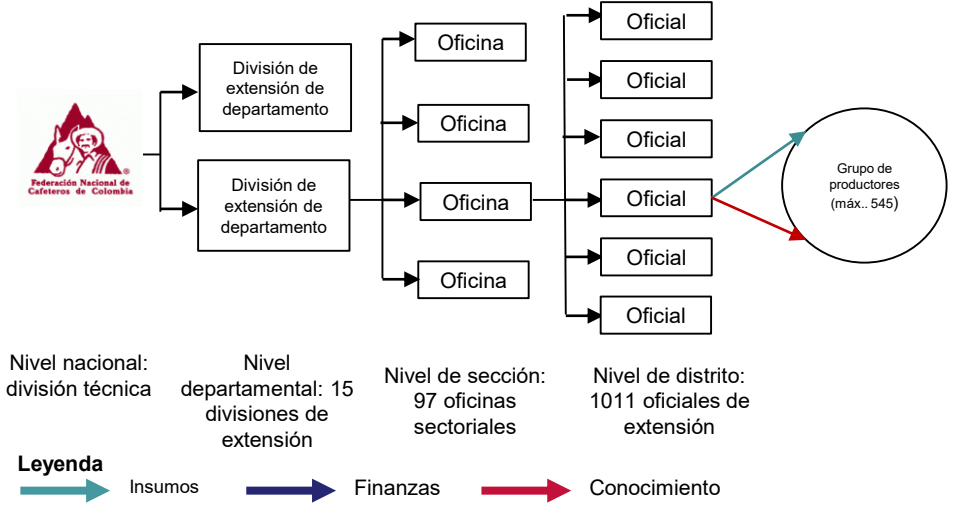 Federación Nacional de
Cafeteros de Colombia
®
División de
extensión de
departamento
División de
extensión de
departamento
Oficina
Oficina
Oficina
Oficina
Oficial
Oficial
Oficial
Oficial
Oficial
Oficial
Grupo de
productores
(máx.. 545)
Nivel nacional:
división técnica
Nivel
departamental: 15
divisiones de
extensión
Nivel de sección:
97 oficinas
sectoriales
Nivel de distrito:
1011 oficiales de
extensión
Leyenda
Insumos
Finanzas
Conocimiento